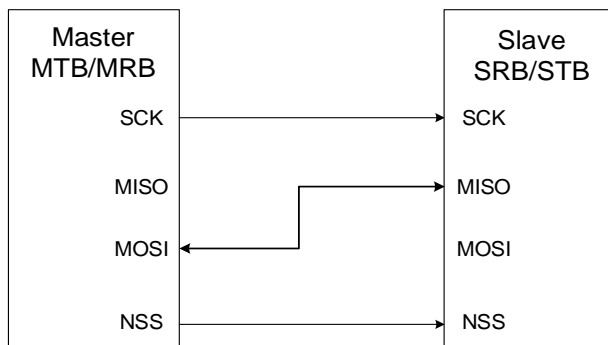 Master
MTB/MRB
SCK
MISO
MOSI
NSS
Slave
SRB/STB
SCK
MISO
MOSI
NSS